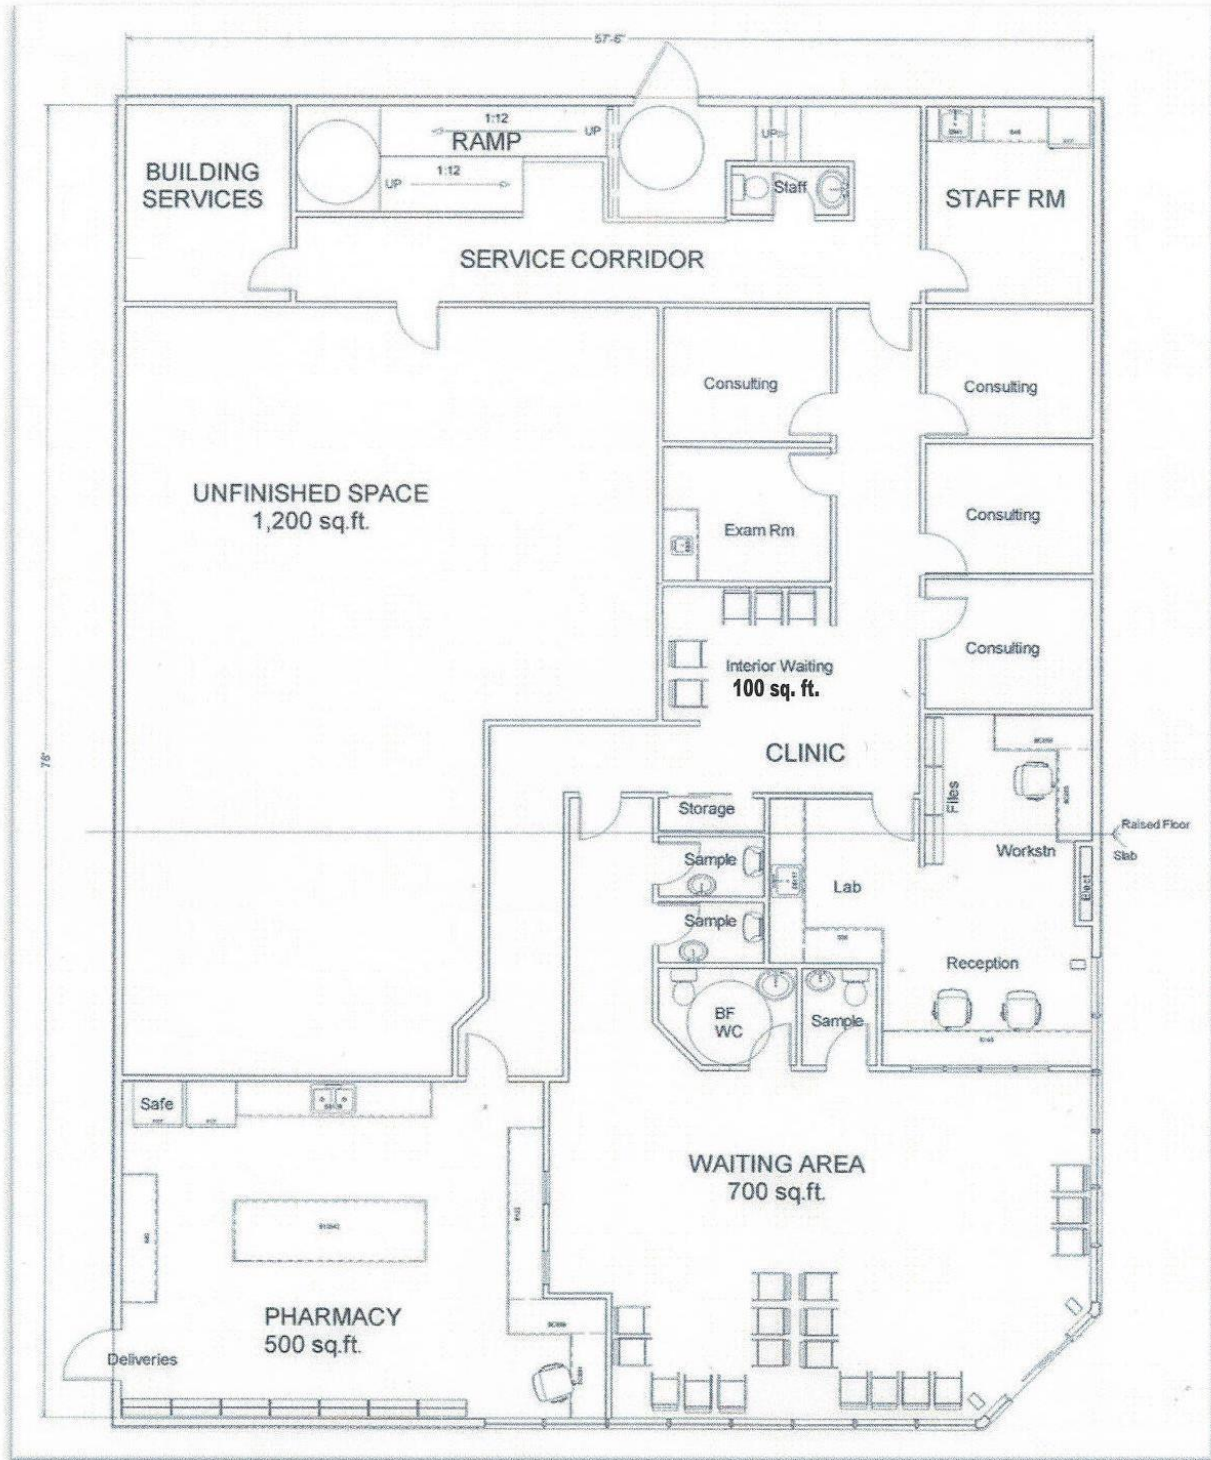 57'-6"
1:12
UP
RAMP
1:12
UP
UP
Staff
BUILDING
SERVICES
STAFF RM
SERVICE CORRIDOR
Consulting
Consulting
UNFINISHED SPACE
1,200 sq.ft.
Exam Rm
Consulting
Interior Waiting
100 sq. ft.
Consulting
CLINIC
76'
Storage
Files
Raised Floor
Slab
Workstn
Sample
Lab
Elect
Sample
Reception
BF
WC
Sample
Safe
WAITING AREA
700 sq.ft.
PHARMACY
500 sq.ft.
Deliveries